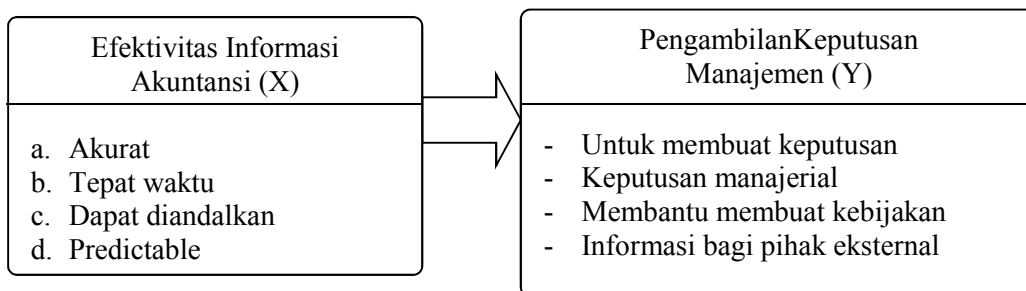 Efektivitas Informasi
Akuntansi (X)
a. Akurat
b. Tepat waktu
c. Dapat diandalkan
d. Predictable
PengambilanKeputusan
Manajemen (Y)
- Untuk membuat keputusan
- Keputusan manajerial
- Membantu membuat kebijakan
- Informasi bagi pihak eksternal